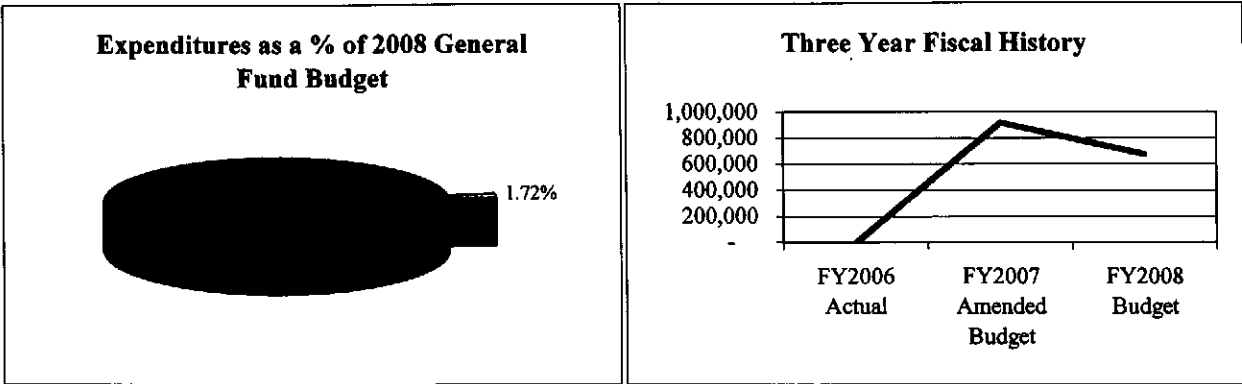 Expenditures as a % of 2008 General
Fund Budget
1.72%
Three Year Fiscal History
1,000,000
800,000
600,000
400,000
200,000
-
FY2006
Actual
FY2007
Amended
Budget
FY2008
Budget